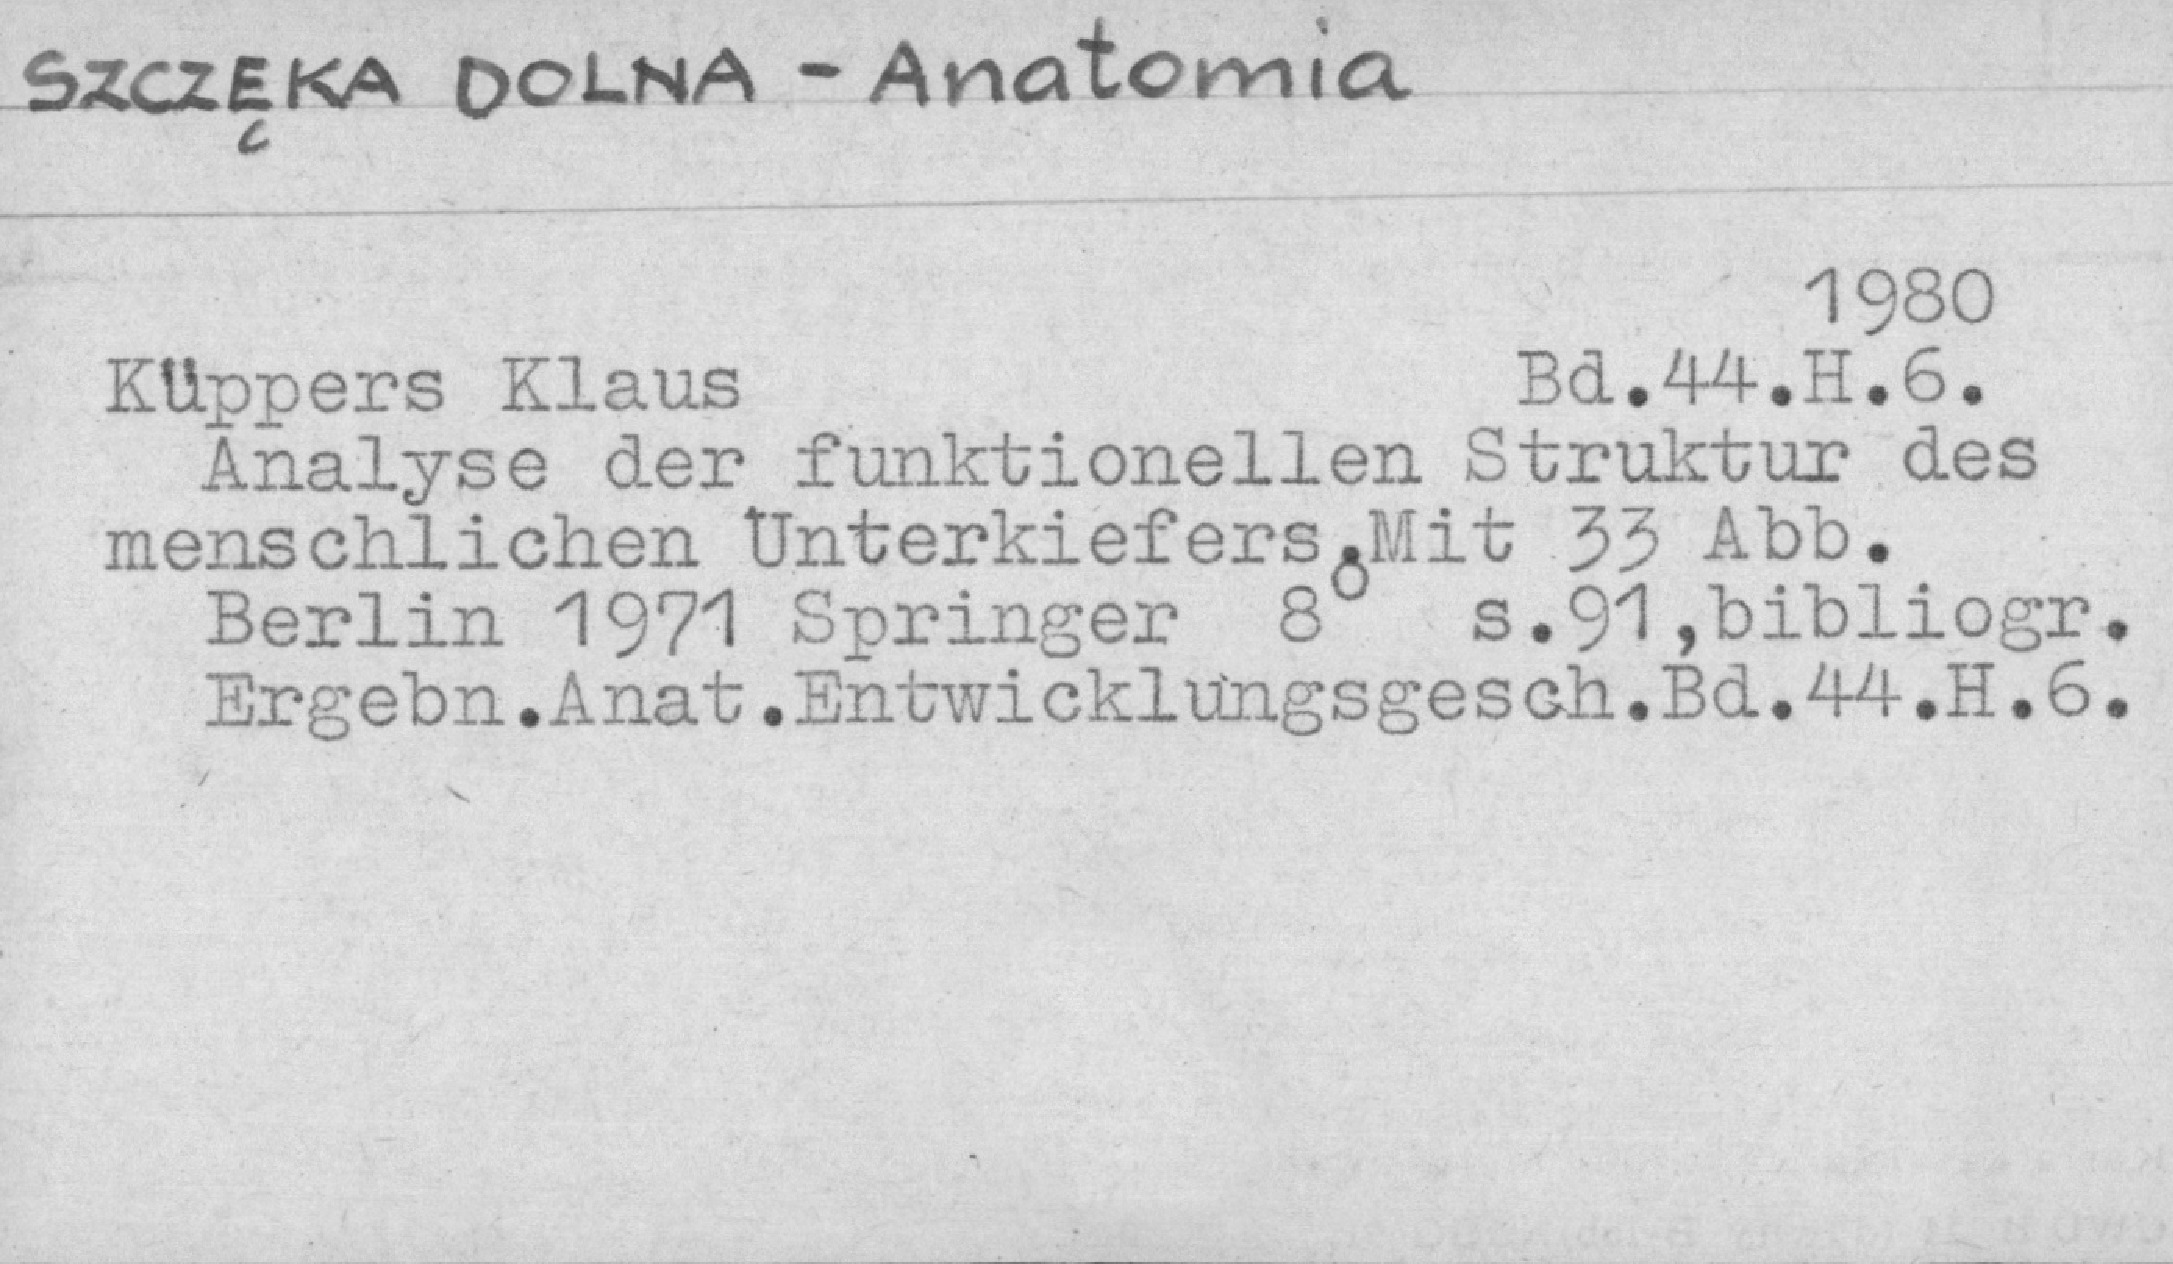 SZCZĘKA DOLNA - Anatomia
1980
Küppers Klaus Bd.44.H.6.
Analyse der funktionellen Struktur des
menschlichen Unterkiefers.Mit 33 Abb.
Berlin 1971 Springer 8° s.91,bibliogr.
Ergebn.Anat.Entwicklungsgesch.Bd.44.H.6.